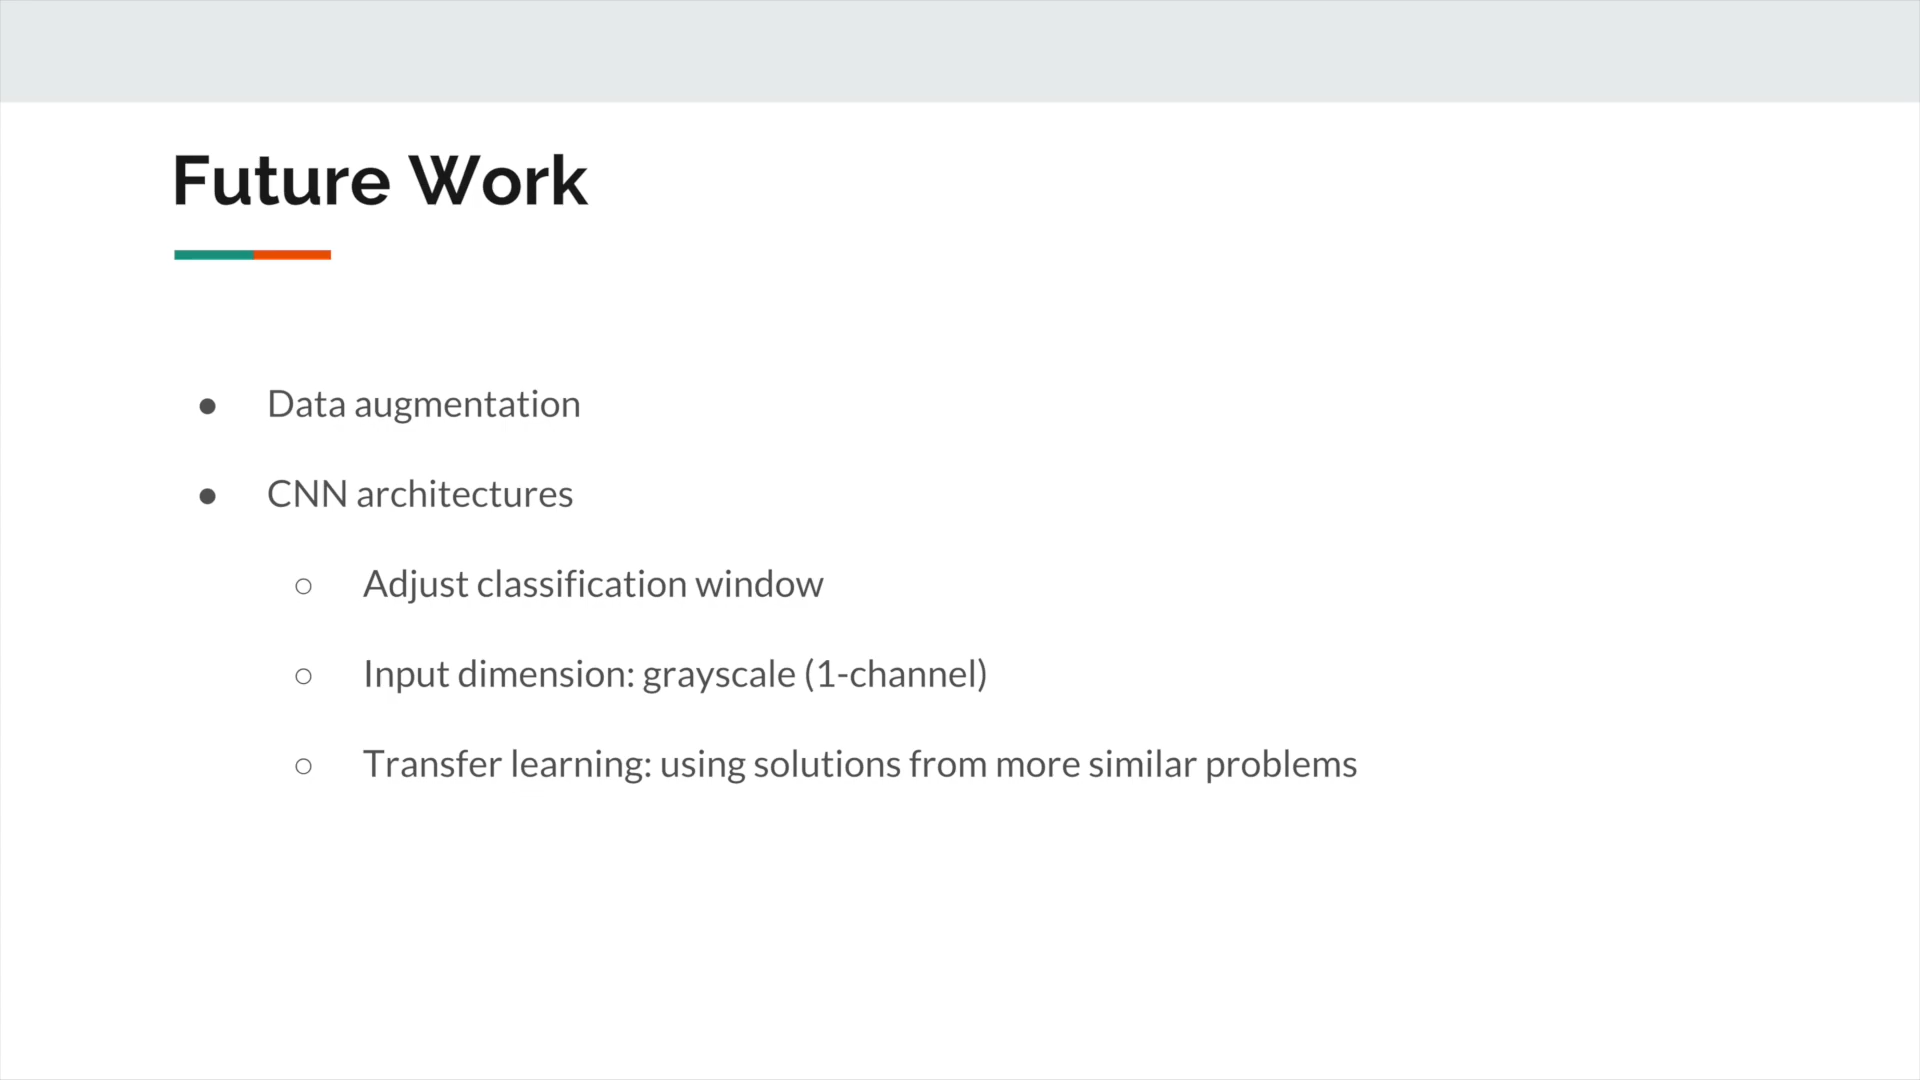 Future Work
● Data augmentation
● CNN architectures
○ Adjust classification window
○ Input dimension: grayscale (1-channel)
○ Transfer learning: using solutions from more similar problems